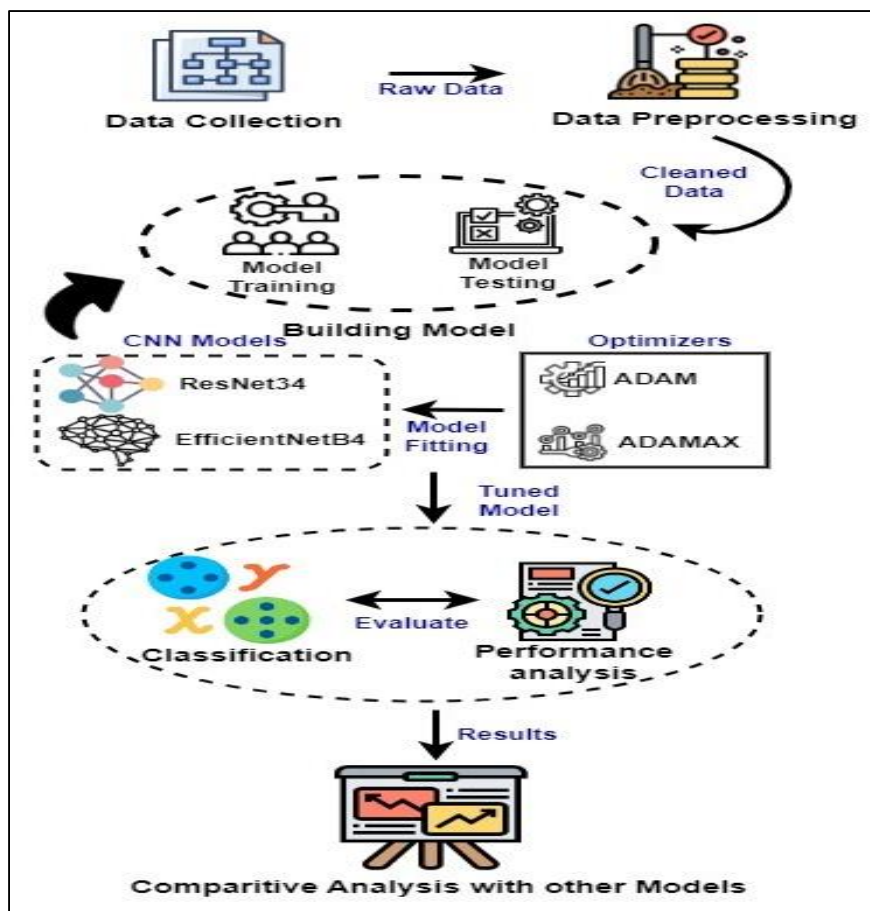 Raw Data
Data Collection
Data Preprocessing
Cleaned
Data
Model
Training
Model
Testing
Building Model
CNN Models
ResNet34
EfficientNetB4
Optimizers
ADAM
ADAMAX
Model
Fitting
Tuned
Model
y
x
Classification
Evaluate
Performance
analysis
Results
Comparitive Analysis with other Models